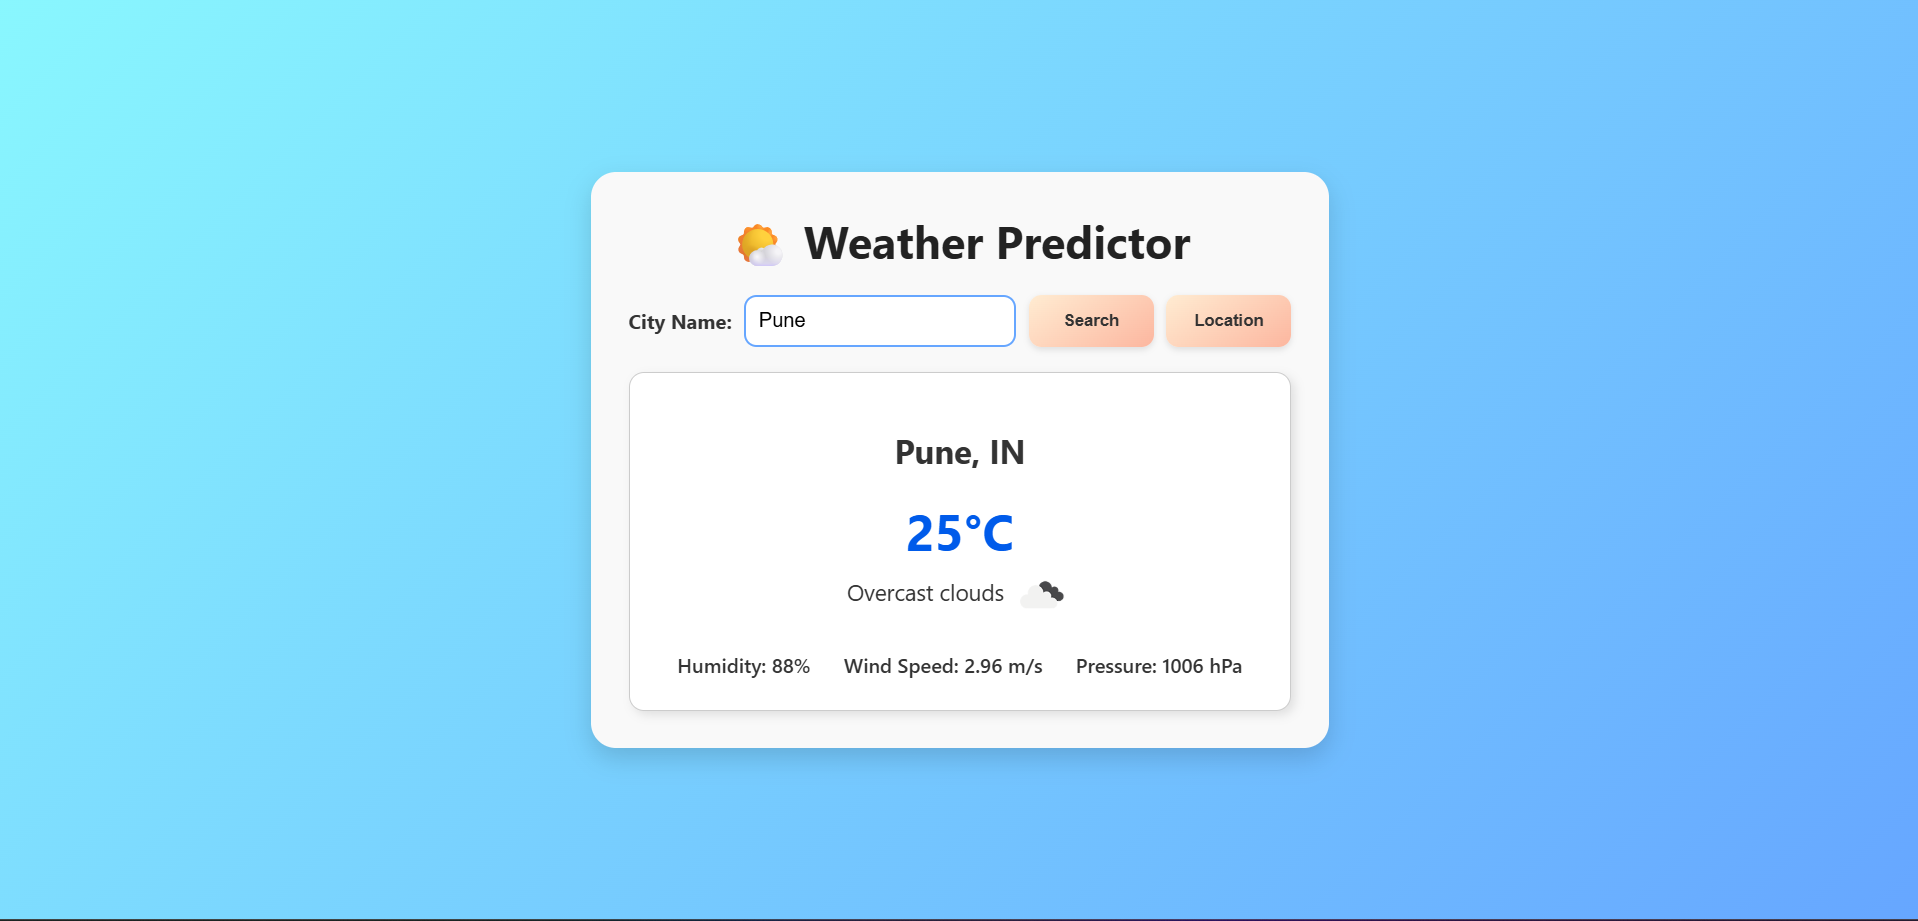 Weather Predictor
City Name: Pune Search Location
Pune, IN
25°C
Overcast clouds
Humidity: 88% Wind Speed: 2.96 m/s Pressure: 1006 hPa